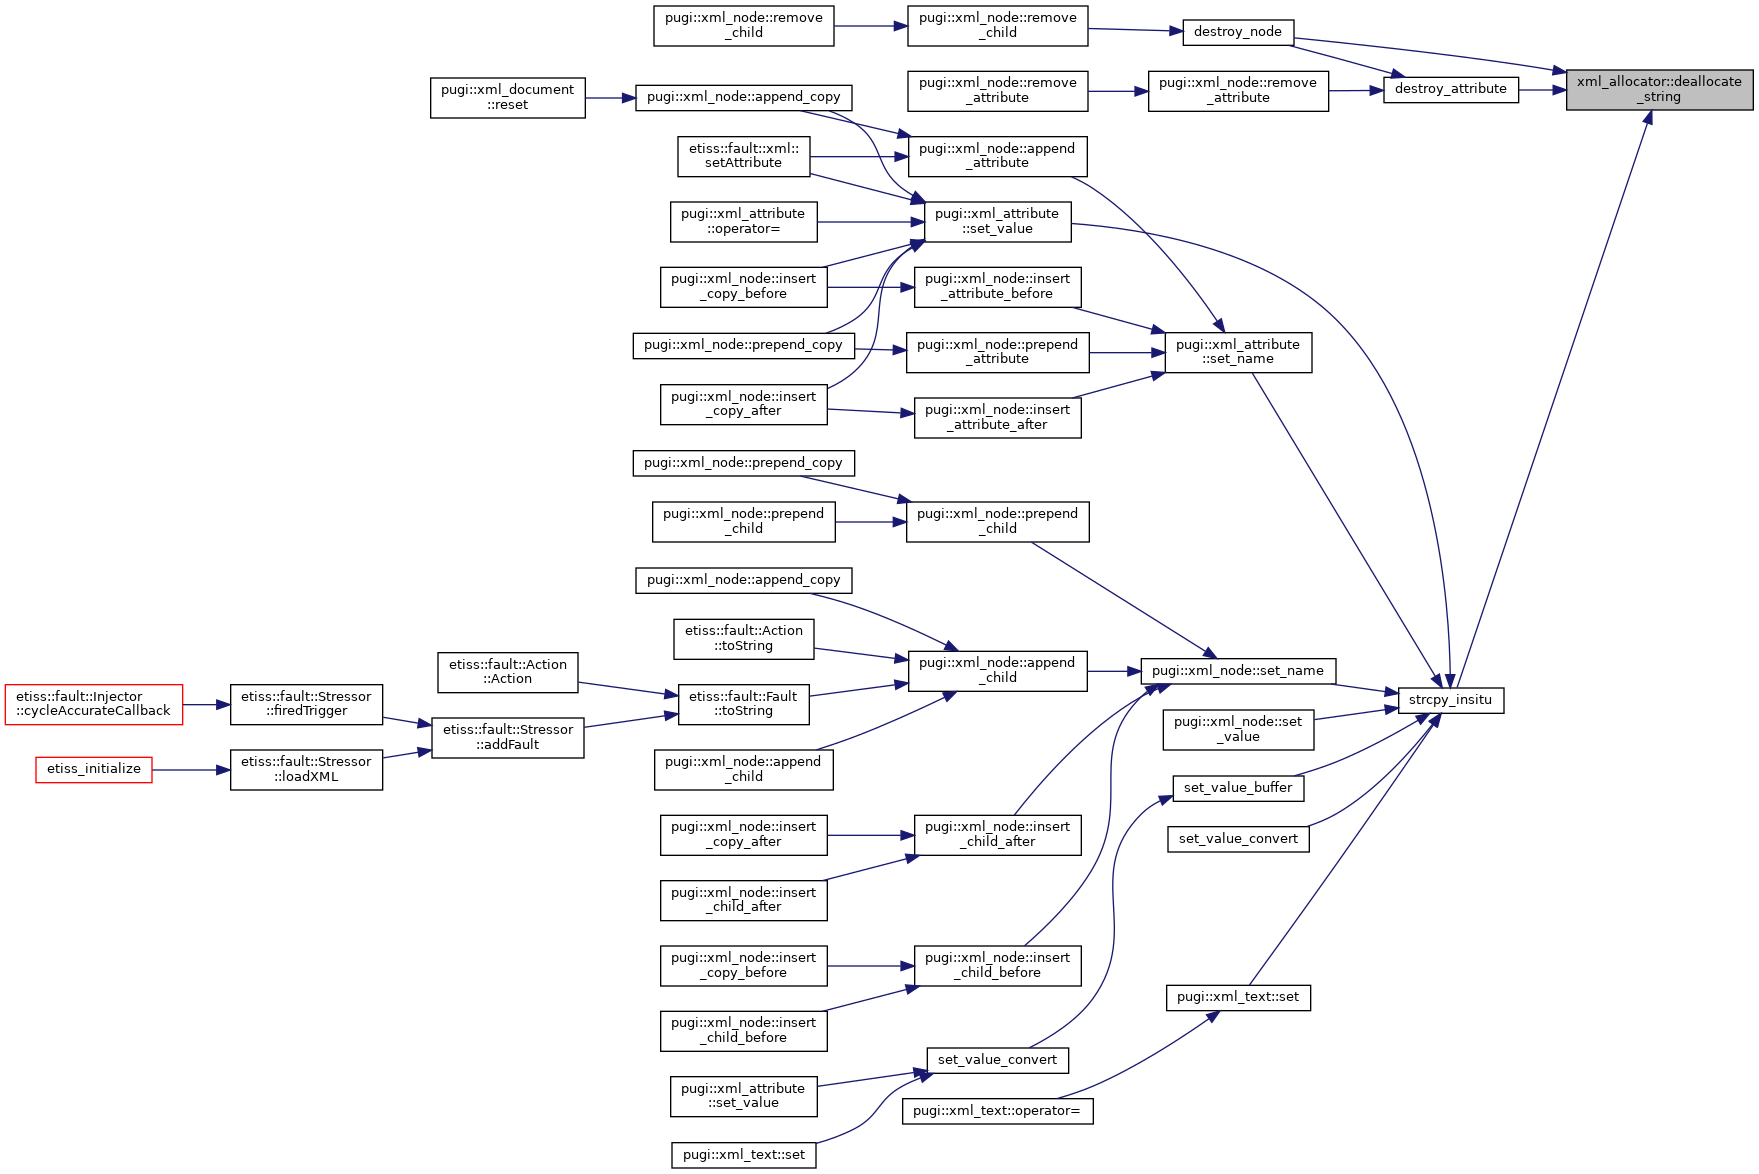 pugi::xml_node::remove
_child
pugi::xml_node::remove
_child
destroy_node
xml_allocator::deallocate
_string
pugi::xml_document
::reset
pugi::xml_node::append_copy
pugi::xml_node::remove
_attribute
pugi::xml_node::remove
_attribute
destroy_attribute
etiss::fault::xml::
setAttribute
pugi::xml_node::append
_attribute
pugi::xml_attribute
::operator=
pugi::xml_attribute
::set_value
pugi::xml_node::insert
_copy_before
pugi::xml_node::insert
_attribute_before
pugi::xml_node::prepend_copy
pugi::xml_node::prepend
_attribute
pugi::xml_attribute
::set_name
pugi::xml_node::insert
_copy_after
pugi::xml_node::insert
_attribute_after
pugi::xml_node::prepend_copy
pugi::xml_node::prepend
_child
pugi::xml_node::prepend
_child
pugi::xml_node::append_copy
etiss::fault::Action
::toString
pugi::xml_node::append
_child
pugi::xml_node::set_name
etiss::fault::Action
::Action
etiss::fault::Injector
::cycleAccurateCallback
etiss::fault::Stressor
::firedTrigger
etiss::fault::Fault
::toString
strcpy_insitu
etiss::fault::Stressor
::addFault
pugi::xml_node::set
_value
etiss_initialize
etiss::fault::Stressor
::loadXML
pugi::xml_node::append
_child
set_value_buffer
pugi::xml_node::insert
_copy_after
pugi::xml_node::insert
_child_after
set_value_convert
pugi::xml_node::insert
_child_after
pugi::xml_node::insert
_copy_before
pugi::xml_node::insert
_child_before
pugi::xml_text::set
pugi::xml_node::insert
_child_before
set_value_convert
pugi::xml_attribute
::set_value
pugi::xml_text::operator=
pugi::xml_text::set